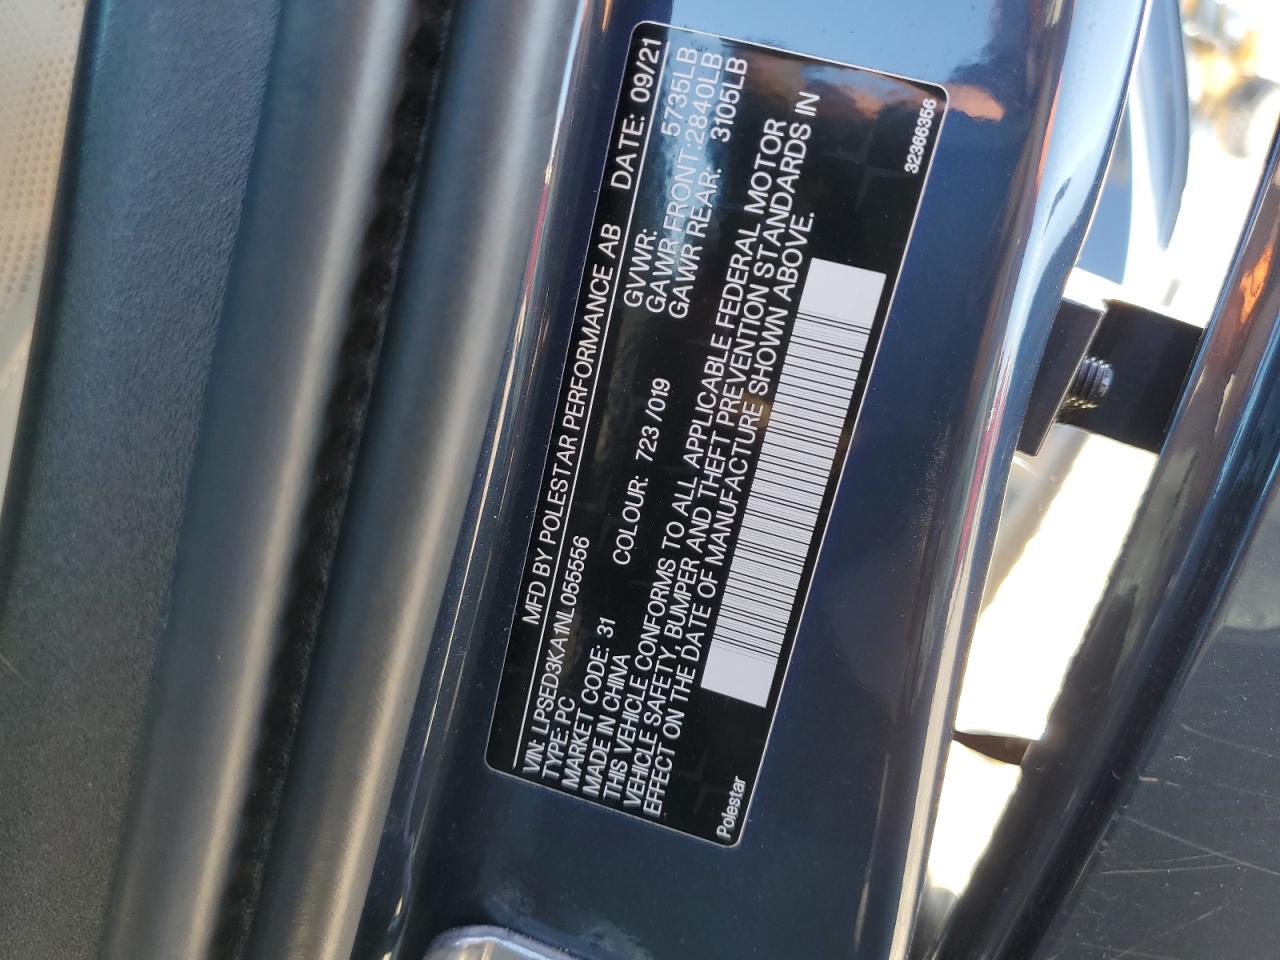 MFD BY POLESTAR PERFORMANCE AB DATE: 09/21
VIN: LPSED3KA1NL055556 GVWR: 5735LB
TYPE: PC GAWR FRONT: 2840LB
MARKET CODE: 31 COLOUR: 723 /019 GAWR REAR: 3105LB
MADE IN CHINA
THIS VEHICLE CONFORMS TO ALL APPLICABLE FEDERAL MOTOR
VEHICLE SAFETY, BUMPER AND THEFT PREVENTION STANDARDS IN
EFFECT ON THE DATE OF MANUFACTURE SHOWN ABOVE.
Polestar 32366356